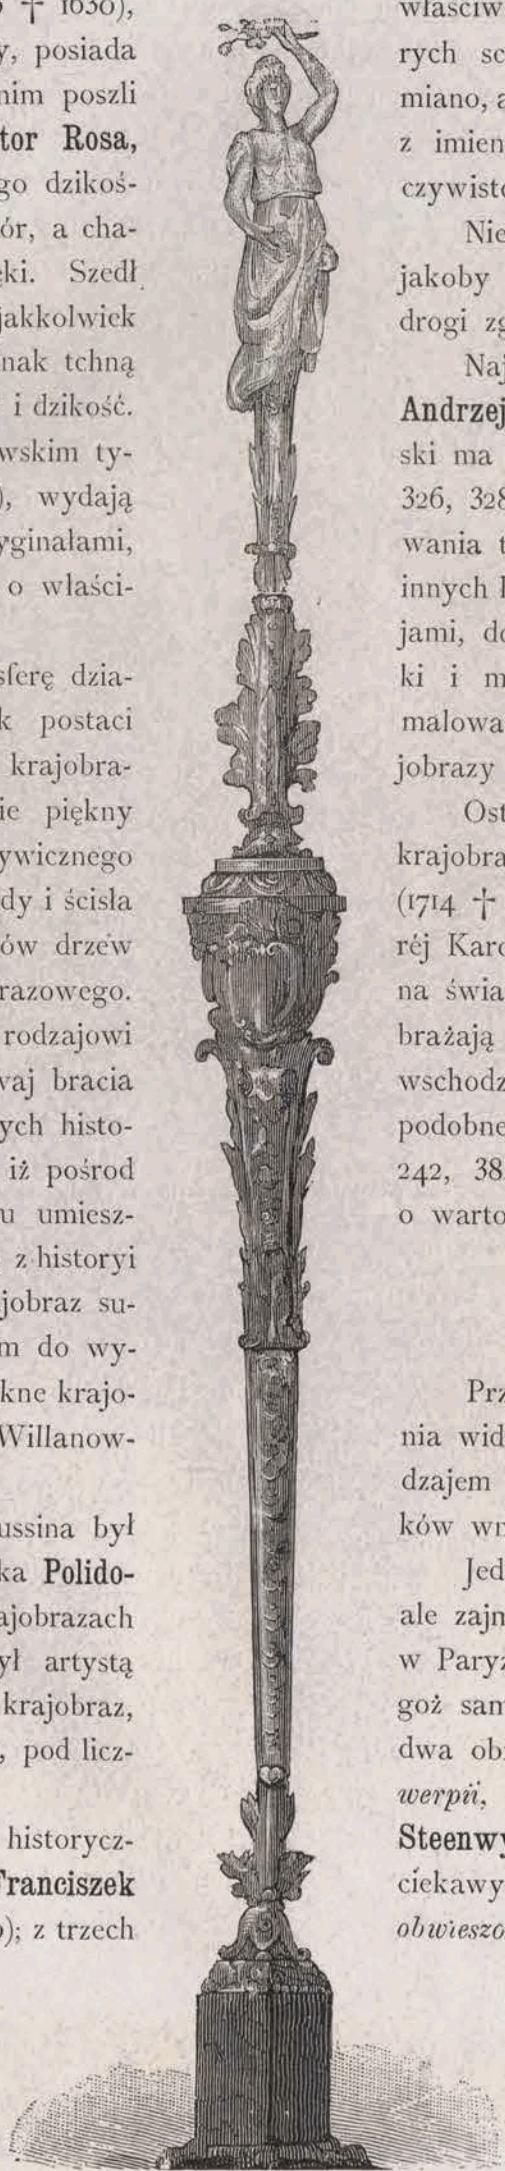 † 1630),
posiada
nim poszli
tor Rosa,
go dzikoś-
ór, a cha-
ki. Szedł
jakkolwiek
nak tchną
i dzikość.
wskim ty-
), wydają
yginałami,
o właści-
sferę dzia-
k postaci
krajobra-
ie piękny
ywicznego
dy i ścisła
ów drzew
razowego.
rodzajowi
vaj bracia
ych histo-
iż pośrod
u umiesz-
z historyi
jobraz su-
m do wy-
kne krajo-
Willanow-
ussina był
ka Polido-
ajobrazach
ył artystą
krajobraz,
, pod licz-
historycz-
Franciszek
); z trzech
właściw
rych sc
miano, a
z imien
czywisto
Nie
jakoby
drogi zg
Naj
Andrzej
ski ma
326, 328
wania t
innych
jami, do
ki i m
malowa
jobrazy
Ost
krajobra
(1714 †
réj Karo
na świa
brażają
wschodz
podobne
242, 38
o warto
Prz
nia wid
dzajem
ków wn
Jed
ale zajm
w Paryż
goż sam
dwa ob
werpii,
Steenwy
ciekawy
obwieszo